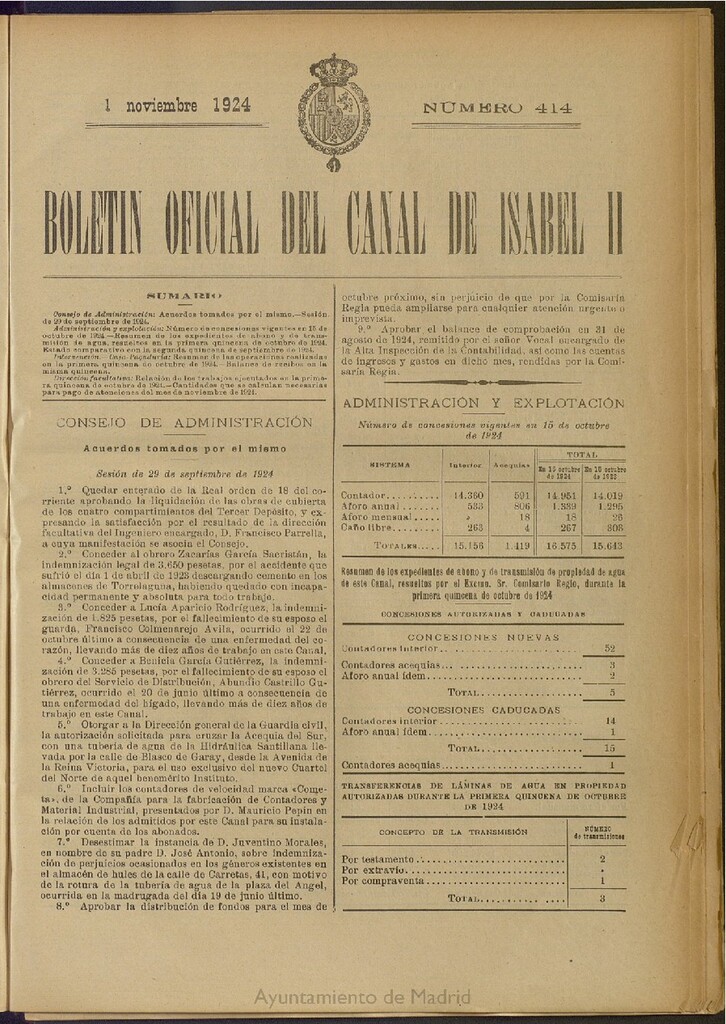 1 noviembre 1924
NÚMERO 414
BOLETIN OFICIAL DEL CANAL DE ISABEL II
SUMARIO
Consejo de Administración: Acuerdos tomados por el mismo.—Sesión
de 29 de septiembre de 1924.
Administración y explotación: Número de concesiones vigentes en 15 de
octubre de 1924.—Resumen de los expedientes de abono y de trans-
misión de agua, resueltos en la primera quincena de octubre de 1924.
Estado comparativo con la segunda quincena de septiembre de 1924.
Intervención.—Caja Pagaduría: Resumen de las operaciones realizadas
en la primera quincena de octubre de 1924.—Balance de recibos en la
misma quincena.
Dirección facultativa: Relación de los trabajos ejecutados en la prime-
ra quincena de octubre de 1924.—Cantidades que se calculan necesarias
para pago de atenciones del mes de noviembre de 1924.
CONSEJO DE ADMINISTRACIÓN
Acuerdos tomados por el mismo
Sesión de 29 de septiembre de 1924
1.º Quedar enterado de la Real orden de 18 del co-
rriente aprobando la liquidación de las obras de cubierta
de los cuatro compartimentos del Tercer Depósito, y ex-
presando la satisfacción por el resultado de la dirección
facultativa del Ingeniero encargado, D. Francisco Parrella,
a cuya manifestación se asocia el Consejo.
2.º Conceder al obrero Zacarías García Sacristán, la
indemnización legal de 3.650 pesetas, por el accidente que
sufrió el día 1 de abril de 1923 descargando cemento en los
almacenes de Torrelaguna, habiendo quedado con incapa-
cidad permanente y absoluta para todo trabajo.
3.º Conceder a Lucía Aparicio Rodríguez, la indemni-
zación de 1.825 pesetas, por el fallecimiento de su esposo el
guarda, Francisco Colmenarejo Avila, ocurrido el 22 de
octubre último a consecuencia de una enfermedad del co-
razón, llevando más de diez años de trabajo en este Canal.
4.º Conceder a Benicia García Gutiérrez, la indemni-
zación de 3.285 pesetas, por el fallecimiento de su esposo el
obrero del Servicio de Distribución, Abundio Castrillo Gu-
tiérrez, ocurrido el 20 de junio último a consecuencia de
una enfermedad del hígado, llevando más de diez años de
trabajo en este Canal.
5.º Otorgar a la Dirección general de la Guardia civil,
la autorización solicitada para cruzar la Acequia del Sur,
con una tubería de agua de la Hidráulica Santillana lle-
vada por la calle de Blasco de Garay, desde la Avenida de
la Reina Victoria, para el uso exclusivo del nuevo Cuartel
del Norte de aquel benemérito Instituto.
6.º Incluir los contadores de velocidad marca «Come-
ta», de la Compañía para la fabricación de Contadores y
Material Industrial, presentados por D. Mauricio Pepin en
la relación de los admitidos por este Canal para su instala-
ción por cuenta de los abonados.
7.º Desestimar la instancia de D. Juventino Morales,
en nombre de su padre D. José Antonio, sobre indemniza-
ción de perjuicios ocasionados en los géneros existentes en
el almacén de hules de la calle de Carretas, 41, con motivo
de la rotura de la tubería de agua de la plaza del Angel,
ocurrida en la madrugada del día 19 de junio último.
8.º Aprobar la distribución de fondos para el mes de
octubre próximo, sin perjuicio de que por la Comisaría
Regia pueda ampliarse para cualquier atención urgente o
imprevista.
9.º Aprobar el balance de comprobación en 31 de
agosto de 1924, remitido por el señor Vocal encargado de
la Alta Inspección de la Contabilidad, así como las cuentas
de ingresos y gastos en dicho mes, rendidas por la Comi-
saría Regia.
ADMINISTRACIÓN Y EXPLOTACIÓN
Número de concesiones vigentes en 15 de octubre
de 1924
SISTEMA Interior Acequias TOTAL
En 15 octubre de 1924 En 15 octubre de 1923
Contador......... 14.360 591 14.951 14.019
Aforo anual....... 533 806 1.339 1.295
Aforo mensual..... » 18 18 26
Caño libre......... 263 4 267 303
TOTALES..... 15.156 1.419 16.575 15.643
Resumen de los expedientes de abono y de transmisión de propiedad de agua
de este Canal, resueltos por el Excmo. Sr. Comisario Regio, durante la
primera quincena de octubre de 1924
CONCESIONES AUTORIZADAS Y CADUCADAS
CONCESIONES NUEVAS
Contadores interior... 52
Contadores acequias... 3
Aforo anual ídem... 2
TOTAL... 5
CONCESIONES CADUCADAS
Contadores interior... 14
Aforo anual ídem... 1
TOTAL... 15
Contadores acequias... 1
TRANSFERENCIAS DE LÁMINAS DE AGUA EN PROPIEDAD
AUTORIZADAS DURANTE LA PRIMERA QUINCENA DE OCTUBRE
DE 1924
CONCEPTO DE LA TRANSMISIÓN NÚMERO de transmisiones
Por testamento... 2
Por extravío... »
Por compraventa... 1
TOTAL... 3
Ayuntamiento de Madrid